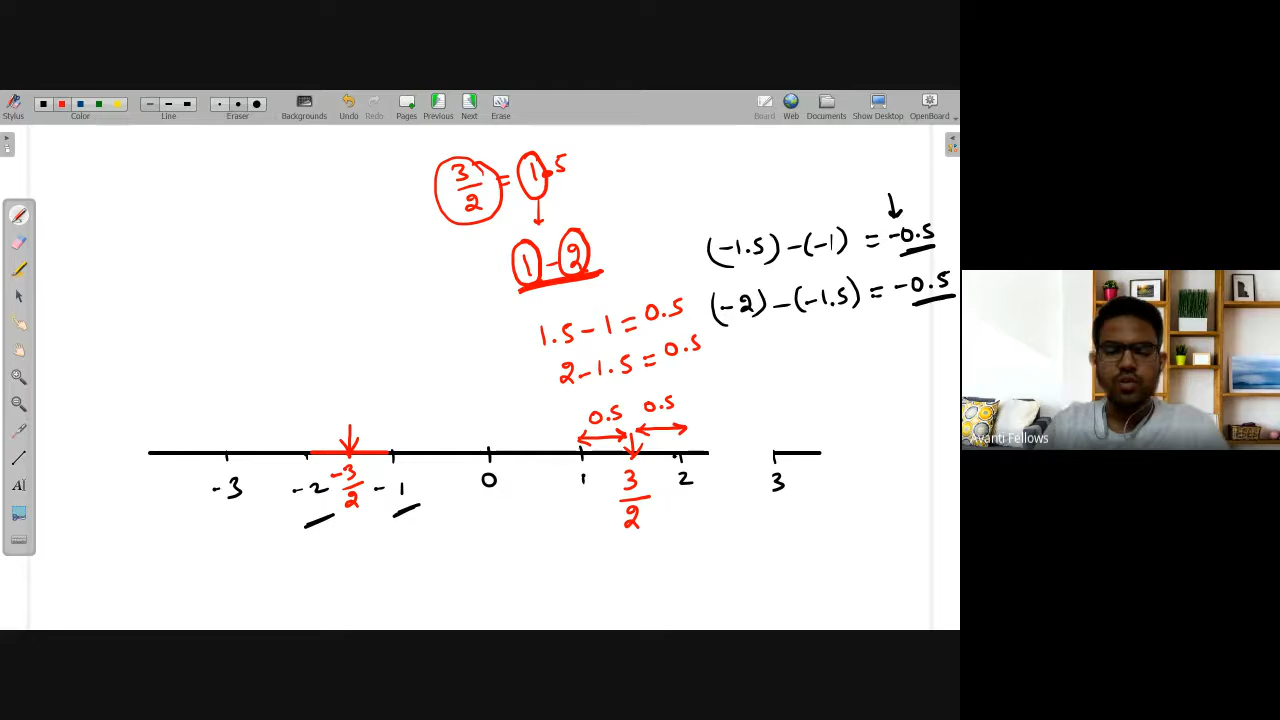 Stylus Color Line Eraser Backgrounds Undo Redo Pages Previous Next Erase Board Web Documents Show Desktop OpenBoard
3/2 = 1.5
1 - 2
1.5 - 1 = 0.5
2 - 1.5 = 0.5
(-1.5) - (-1) = -0.5
(-2) - (-1.5) = -0.5
0.5 0.5
-3 -2 -3/2 -1 0 1 3/2 2 3
Avanti Fellows